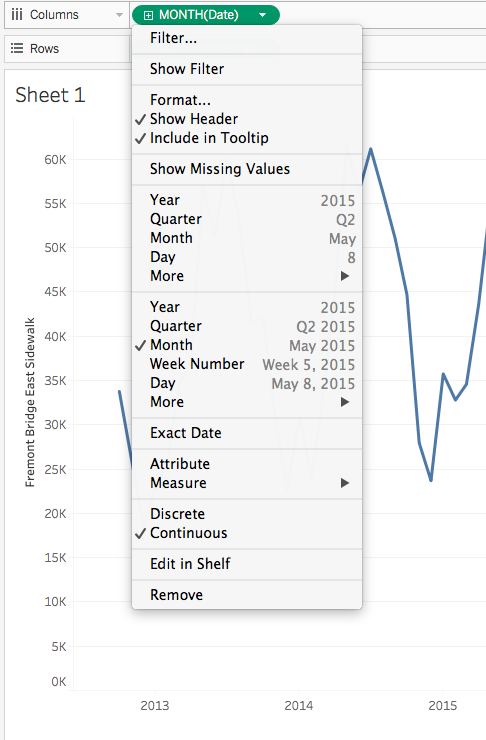 Columns
MONTH(Date)
Rows
Sheet 1
Filter...
Show Filter
Format...
Show Header
Include in Tooltip
Show Missing Values
Year 2015
Quarter Q2
Month May
Day 8
More
Year 2015
Quarter Q2 2015
Month May 2015
Week Number Week 5, 2015
Day May 8, 2015
More
Exact Date
Attribute
Measure
Discrete
Continuous
Edit in Shelf
Remove
Fremont Bridge East Sidewalk
60K
55K
50K
45K
40K
35K
30K
25K
20K
15K
10K
5K
0K
2013 2014 2015